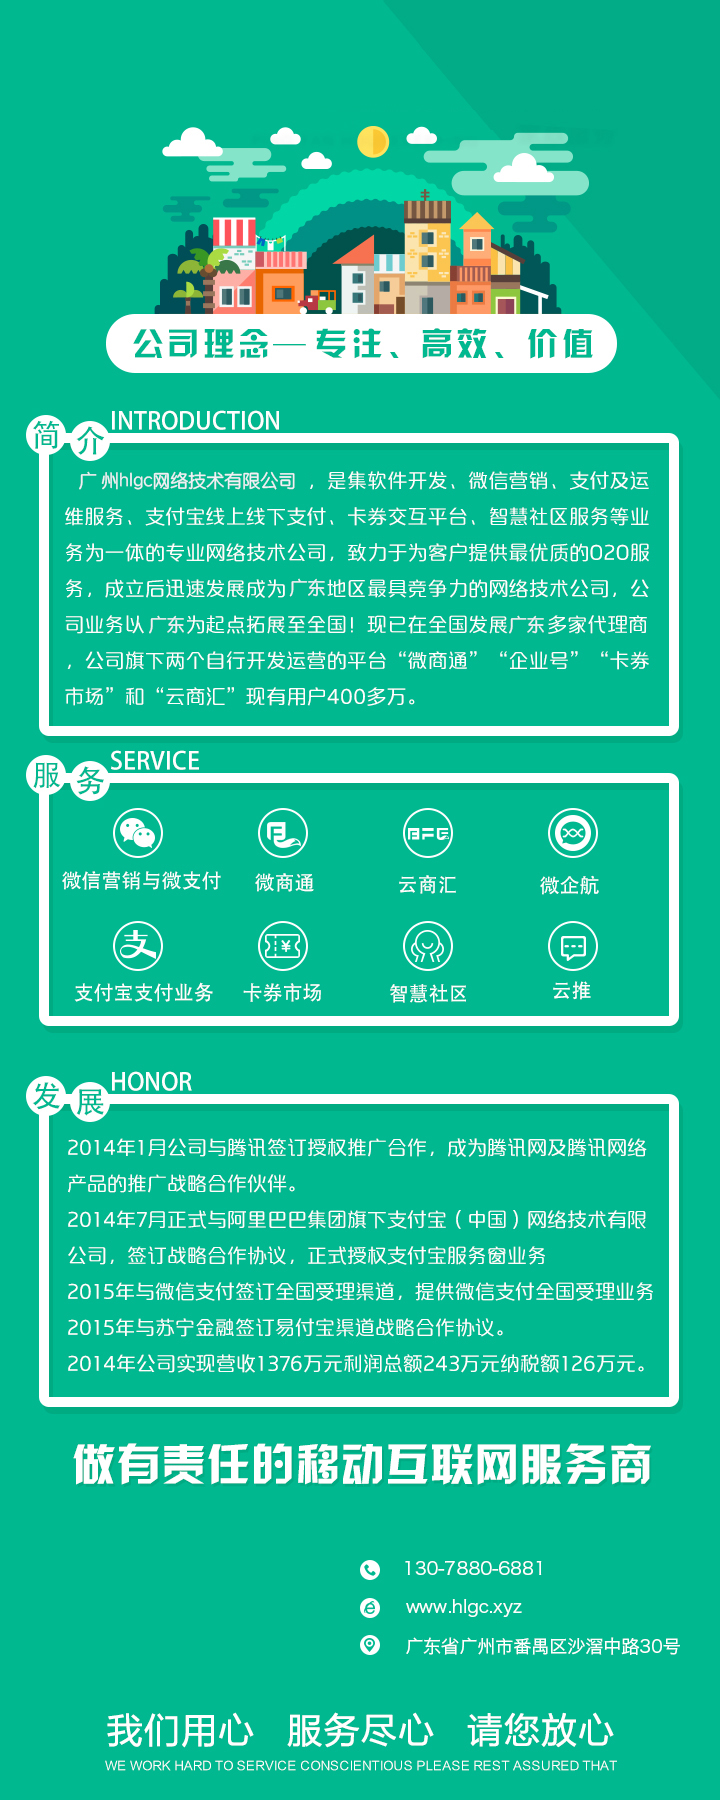 公司理念—专注、高效、价值
INTRODUCTION
简介
广 州hlgc网络技术有限公司 ，是集软件开发、微信营销、支付及运
维服务、支付宝线上线下支付、卡券交互平台、智慧社区服务等业
务为一体的专业网络技术公司，致力于为客户提供最优质的O2O服
务，成立后迅速发展成为广东地区最具竞争力的网络技术公司，公
司业务以广东为起点拓展至全国！现已在全国发展广东多家代理商
，公司旗下两个自行开发运营的平台“微商通”“企业号”“卡券
市场”和“云商汇”现有用户400多万。
SERVICE
服务
微信营销与微支付 微商通 云商汇 微企航
支付宝支付业务 卡券市场 智慧社区 云推
HONOR
发展
2014年1月公司与腾讯签订授权推广合作，成为腾讯网及腾讯网络
产品的推广战略合作伙伴。
2014年7月正式与阿里巴巴集团旗下支付宝（中国）网络技术有限
公司，签订战略合作协议，正式授权支付宝服务窗业务
2015年与微信支付签订全国受理渠道，提供微信支付全国受理业务
2015年与苏宁金融签订易付宝渠道战略合作协议。
2014年公司实现营收1376万元利润总额243万元纳税额126万元。
做有责任的移动互联网服务商
130-7880-6881
www.hlgc.xyz
广东省广州市番禺区沙滘中路30号
我们用心 服务尽心 请您放心
WE WORK HARD TO SERVICE CONSCIENTIOUS PLEASE REST ASSURED THAT